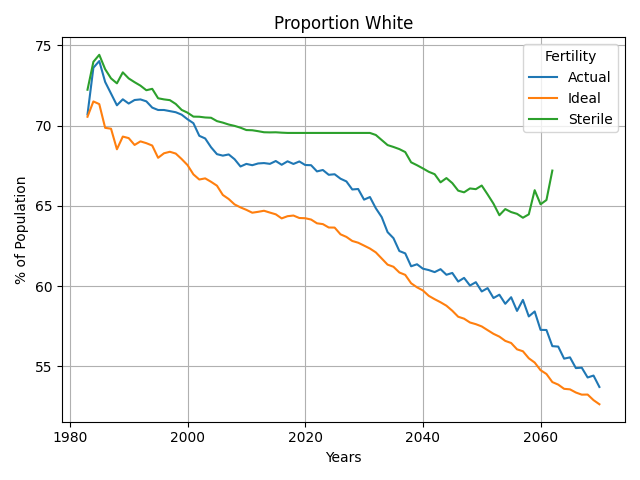 Proportion White
75
70
65
60
55
% of Population
1980
2000
2020
2040
2060
Years
Fertility
Actual
Ideal
Sterile